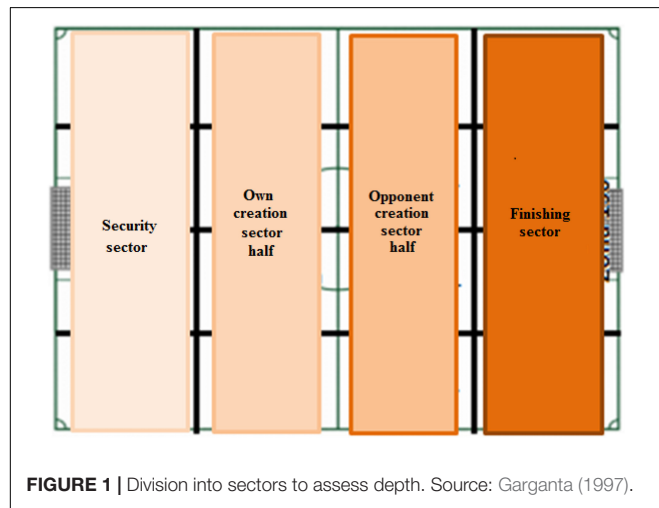 Security
sector
Own
creation
sector
half
Opponent
creation
sector
half
Finishing
sector
FIGURE 1 | Division into sectors to assess depth. Source: Garganta (1997).